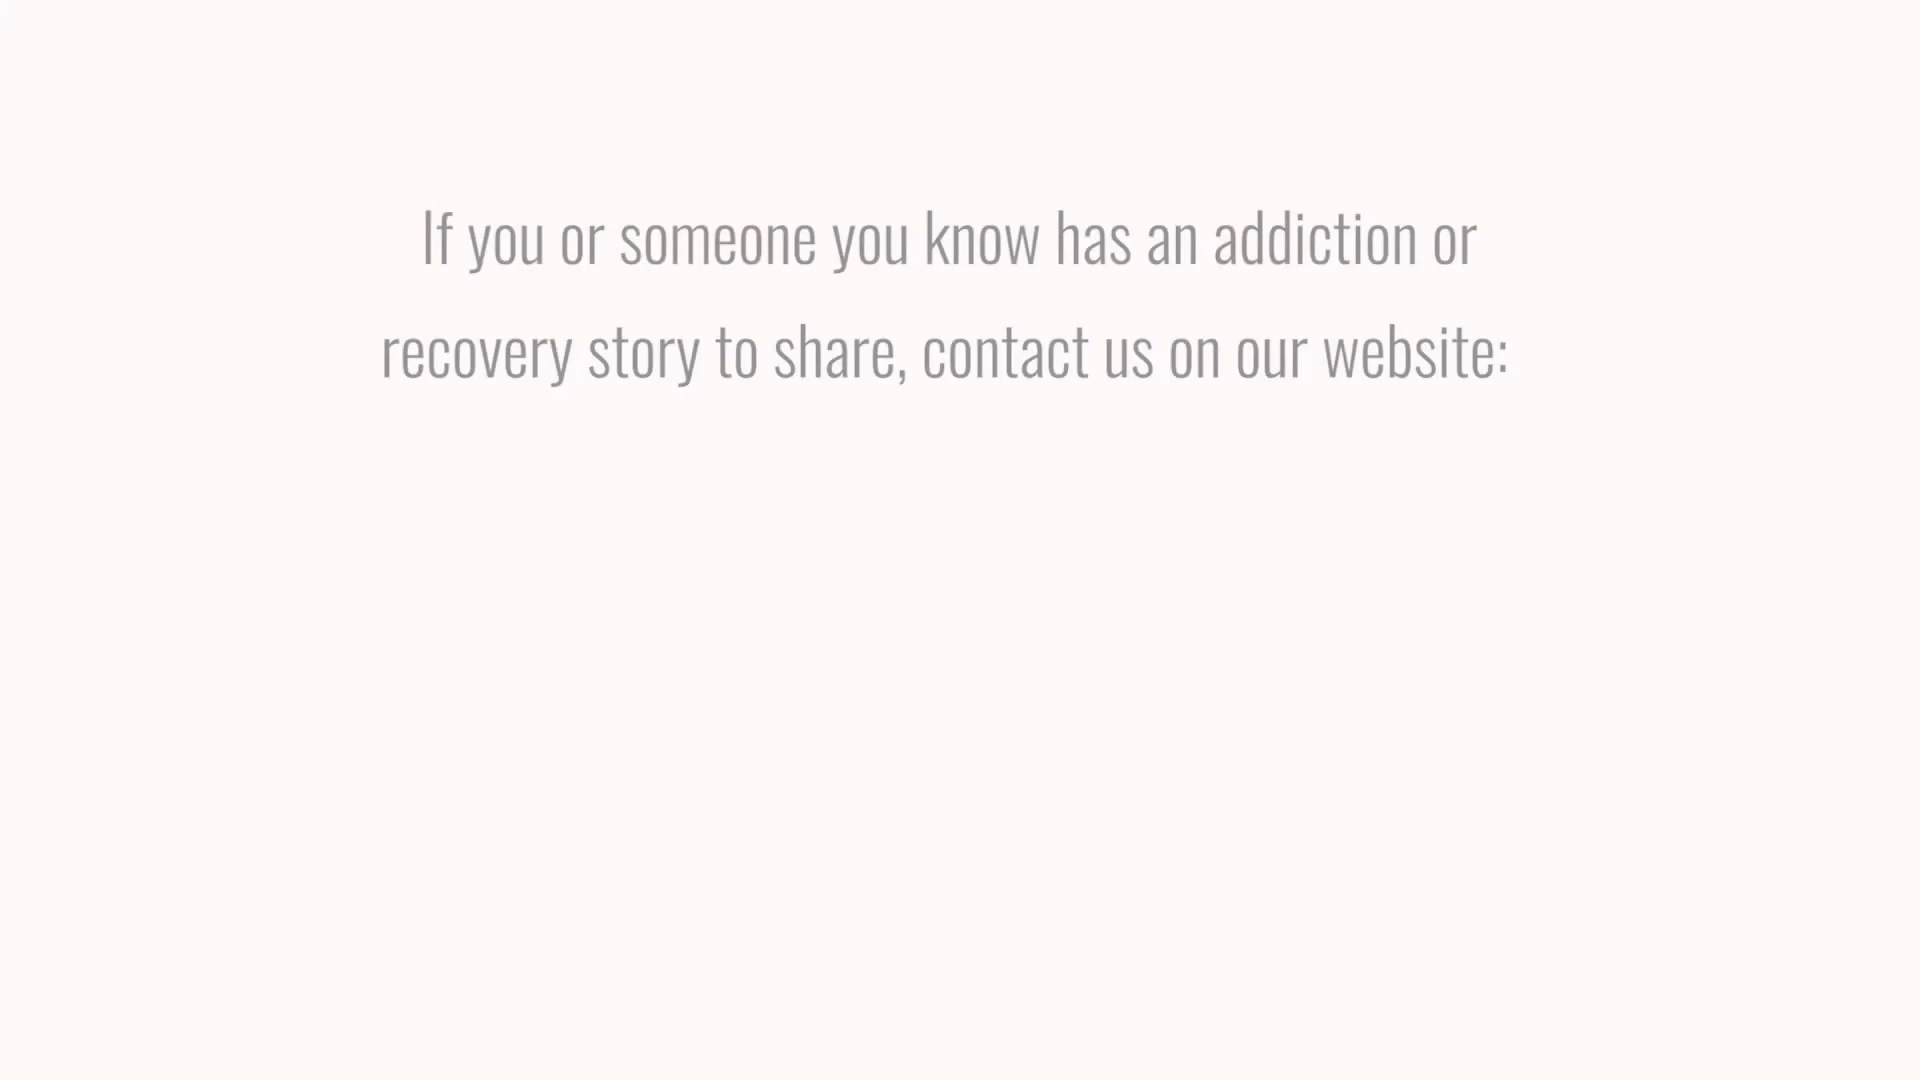 If you or someone you know has an addiction or
recovery story to share, contact us on our website: